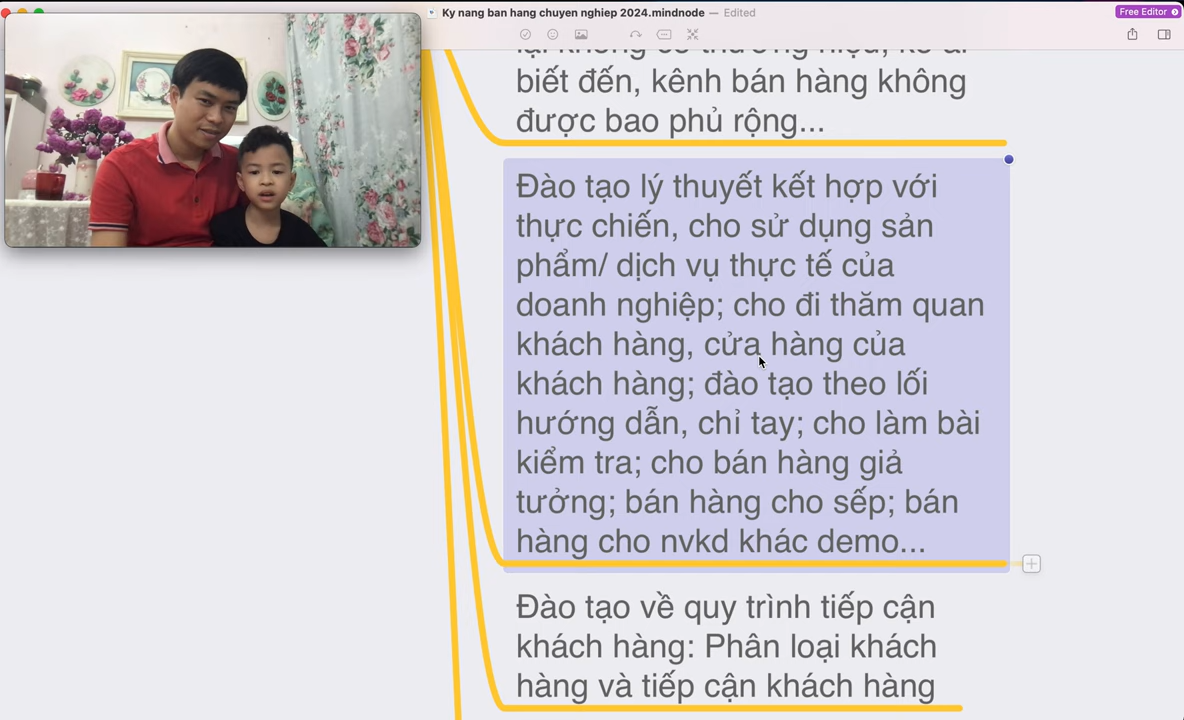 Ky nang ban hang chuyen nghiep 2024.mindnode — Edited
Free Editor
biết đến, kênh bán hàng không
được bao phủ rộng...
Đào tạo lý thuyết kết hợp với
thực chiến, cho sử dụng sản
phẩm/ dịch vụ thực tế của
doanh nghiệp; cho đi thăm quan
khách hàng, cửa hàng của
khách hàng; đào tạo theo lối
hướng dẫn, chỉ tay; cho làm bài
kiểm tra; cho bán hàng giả
tưởng; bán hàng cho sếp; bán
hàng cho nvkd khác demo...
Đào tạo về quy trình tiếp cận
khách hàng: Phân loại khách
hàng và tiếp cận khách hàng